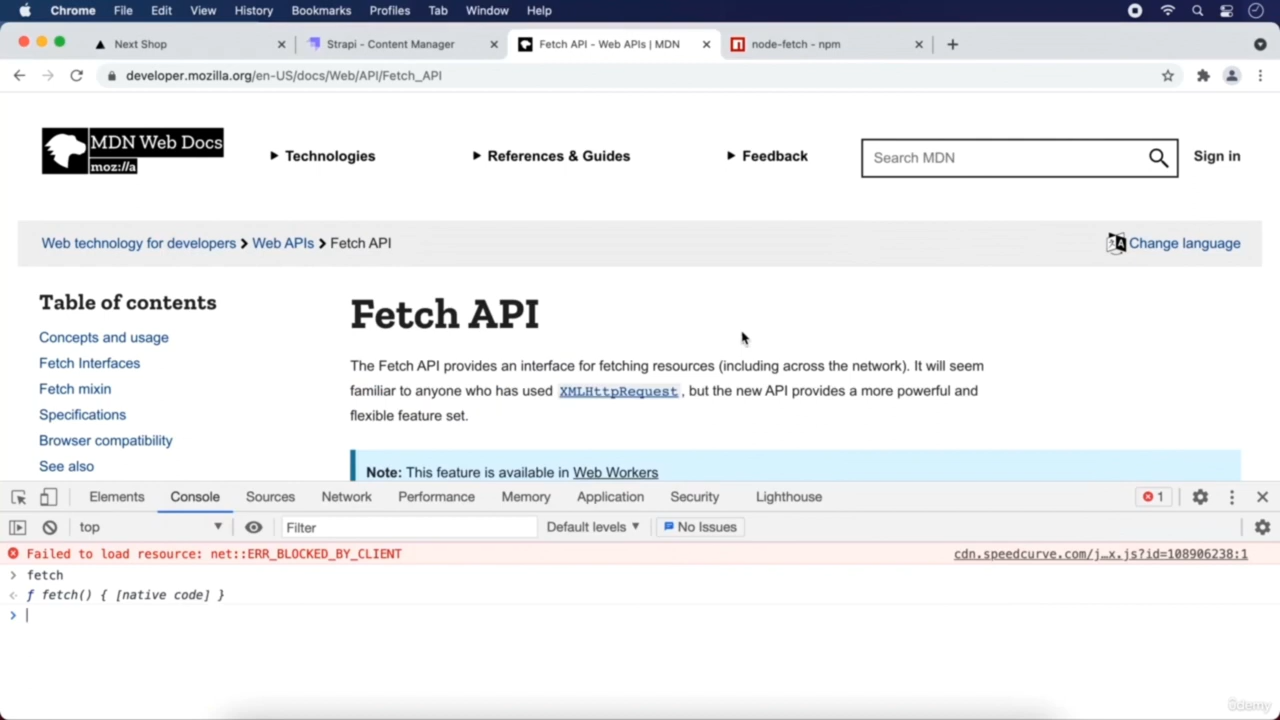 Chrome File Edit View History Bookmarks Profiles Tab Window Help
Next Shop Strapi - Content Manager Fetch API - Web APIs | MDN node-fetch - npm
developer.mozilla.org/en-US/docs/Web/API/Fetch_API
MDN Web Docs
moz://a
Technologies References & Guides Feedback Search MDN Sign in
Web technology for developers Web APIs Fetch API Change language
Table of contents
Concepts and usage
Fetch Interfaces
Fetch mixin
Specifications
Browser compatibility
See also
Fetch API
The Fetch API provides an interface for fetching resources (including across the network). It will seem
familiar to anyone who has used XMLHttpRequest, but the new API provides a more powerful and
flexible feature set.
Note: This feature is available in Web Workers
Elements Console Sources Network Performance Memory Application Security Lighthouse 1
top Filter Default levels No Issues
Failed to load resource: net::ERR_BLOCKED_BY_CLIENT cdn.speedcurve.com/j…x.js?id=108906238:1
fetch
ƒ fetch() { [native code] }
ûdemy